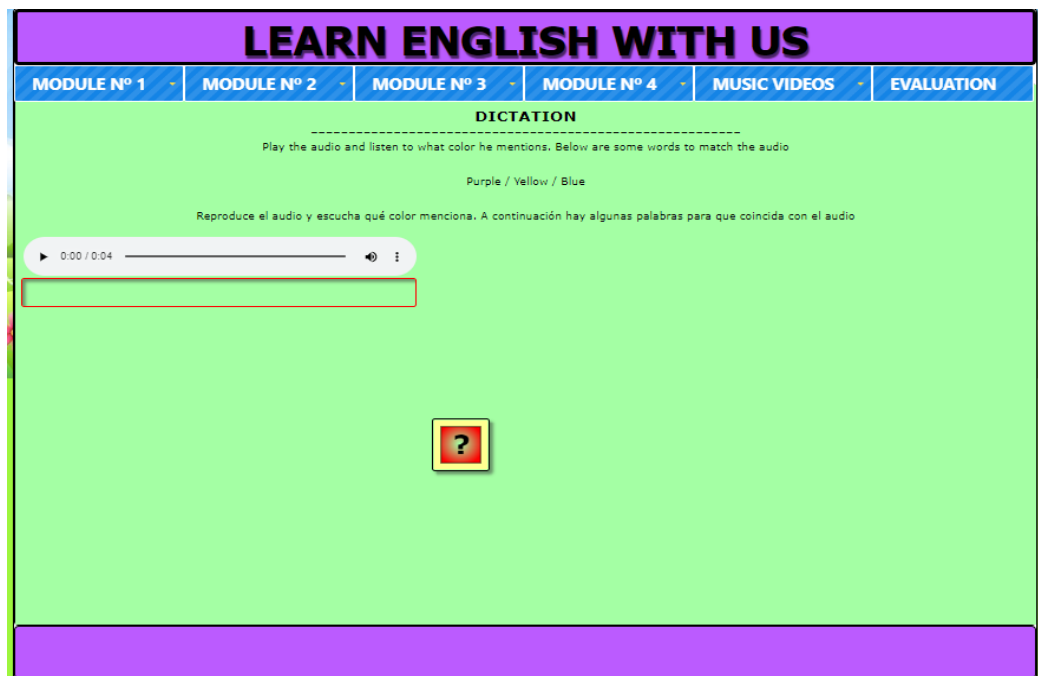 LEARN ENGLISH WITH US
MODULE Nº 1
MODULE Nº 2
MODULE Nº 3
MODULE Nº 4
MUSIC VIDEOS
EVALUATION
DICTATION
----------------------------------------------------------
Play the audio and listen to what color he mentions. Below are some words to match the audio
Purple / Yellow / Blue
Reproduce el audio y escucha qué color menciona. A continuación hay algunas palabras para que coincida con el audio
0:00 / 0:04
?